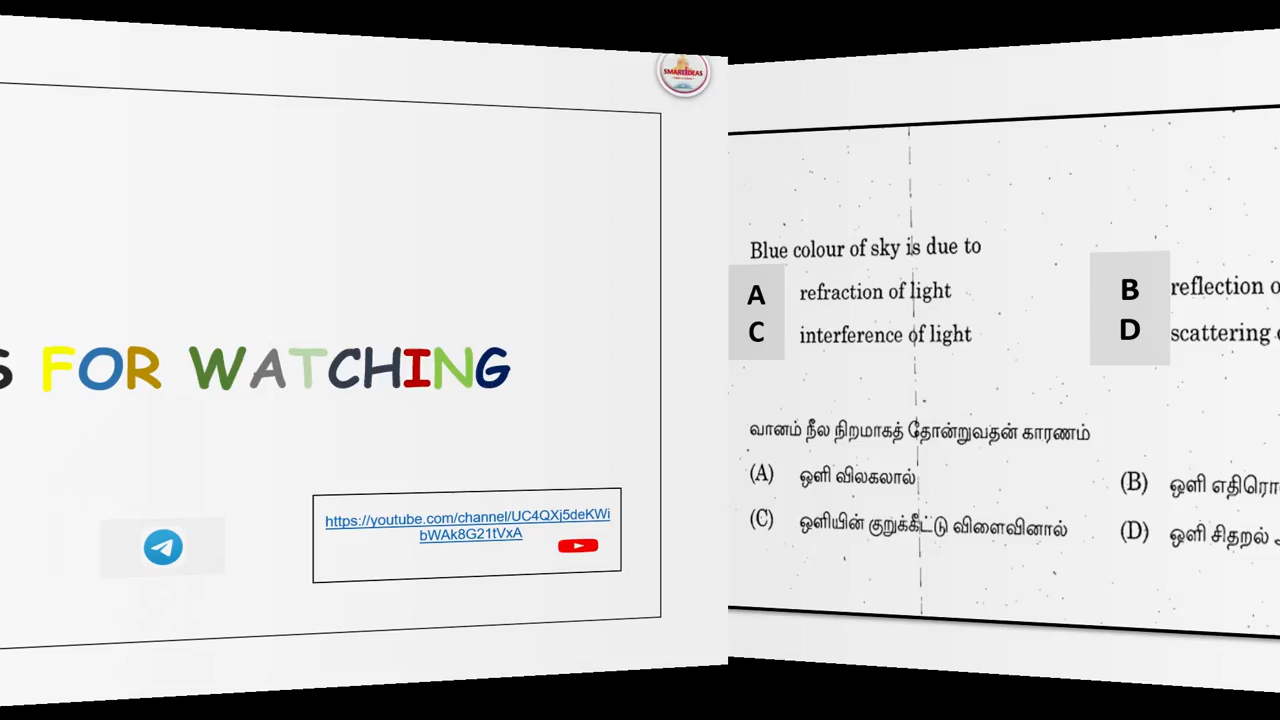 SMARTIDEAS
S FOR WATCHING
https://youtube.com/channel/UC4QXj5deKWi
bWAk8G21tVxA
Blue colour of sky is due to
A refraction of light B reflection o
C interference of light D scattering
வானம் நீல நிறமாகத் தோன்றுவதன் காரணம்
(A) ஒளி விலகலால் (B) ஒளி எதிரொ
(C) ஒளியின் குறுக்கீட்டு விளைவினால் (D) ஒளி சிதறல்